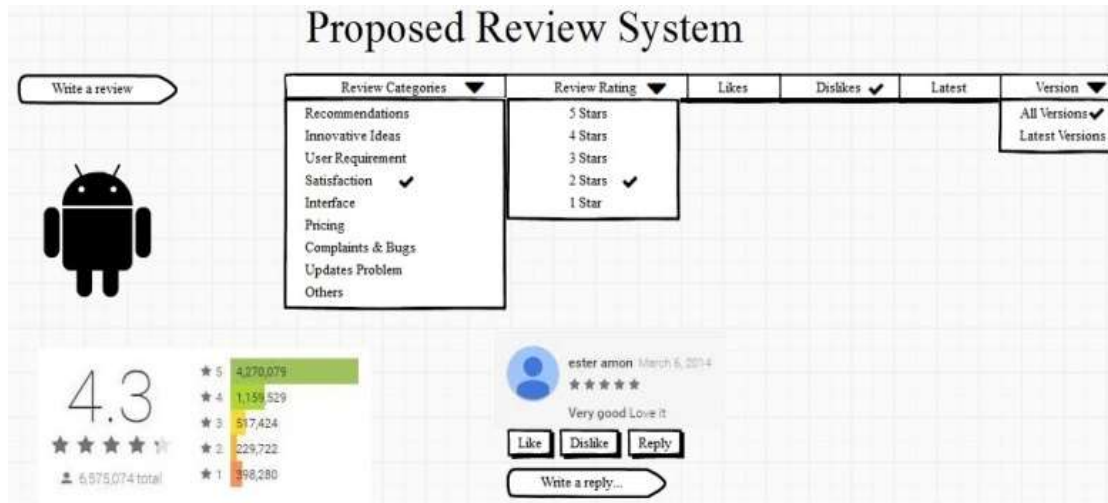 Proposed Review System
Write a review
Review Categories Review Rating Likes Dislikes Latest Version
Recommendations
Innovative Ideas
User Requirement
Satisfaction
Interface
Pricing
Complaints & Bugs
Updates Problem
Others
5 Stars
4 Stars
3 Stars
2 Stars
1 Star
All Versions
Latest Versions
4.3
6,575,074 total
5 4,270,079
4 1,159,529
3 517,424
2 229,722
1 398,280
ester amon March 6, 2014
Very good Love it
Like Dislike Reply
Write a reply...